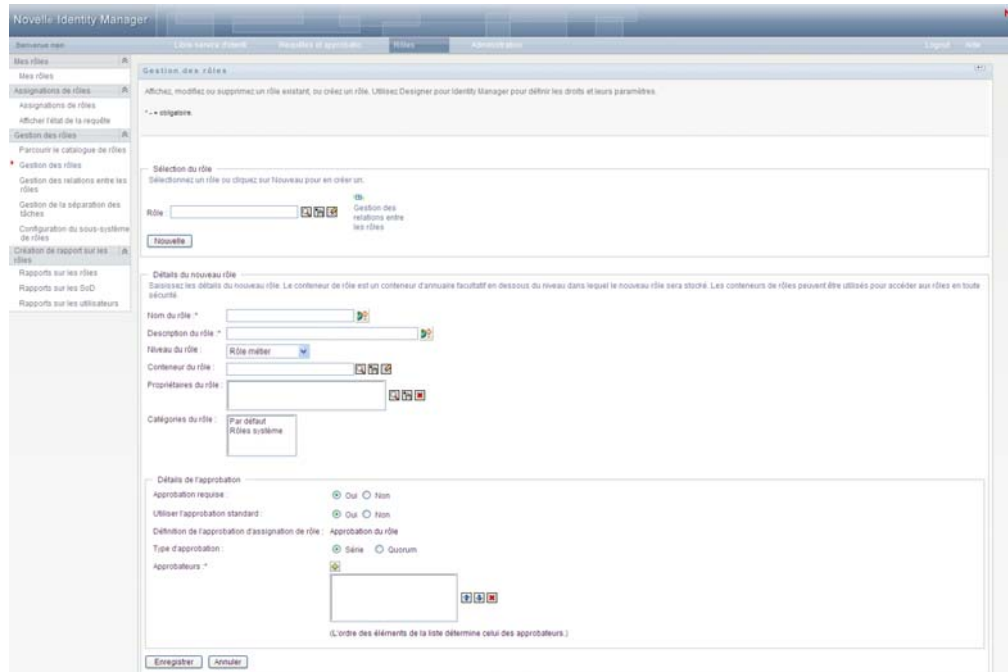 Novell® Identity Manager
Libre-service d'identi
Requêtes et approbatio
Rôles
Administration
Logout
Aide
Mes rôles
Mes rôles
Assignations de rôles
Assignations de rôles
Afficher l'état de la requête
Gestion des rôles
Parcourir le catalogue de rôles
Gestion des rôles
Gestion des relations entre les
rôles
Gestion de la séparation des
tâches
Configuration du sous-système
de rôles
Création de rapport sur les
rôles
Rapports sur les rôles
Rapports sur les SoD
Rapports sur les utilisateurs
Gestion des rôles
Affichez, modifiez ou supprimez un rôle existant, ou créez un rôle. Utilisez Designer pour Identity Manager pour définir les droits et leurs paramètres.
* - = obligatoire.
Sélection du rôle
Sélectionnez un rôle ou cliquez sur Nouveau pour en créer un.
Rôle
Gestion des
relations entre
les rôles
Nouvelle
Détails du nouveau rôle
Saisissez les détails du nouveau rôle. Le conteneur de rôle est un conteneur d'annuaire facultatif en dessous du niveau dans lequel le nouveau rôle sera stocké. Les conteneurs de rôles peuvent être utilisés pour accéder aux rôles en toute
sécurité.
Nom du rôle :*
Description du rôle :*
Niveau du rôle :
Rôle métier
Conteneur du rôle :
Propriétaires du rôle :
Catégories du rôle :
Par défaut
Rôles système
Détails de l'approbation
Approbation requise :
Oui
Non
Utiliser l'approbation standard :
Oui
Non
Définition de l'approbation d'assignation de rôle : Approbation du rôle
Type d'approbation :
Série
Quorum
Approbateurs :*
(L'ordre des éléments de la liste détermine celui des approbateurs.)
Enregistrer
Annuler